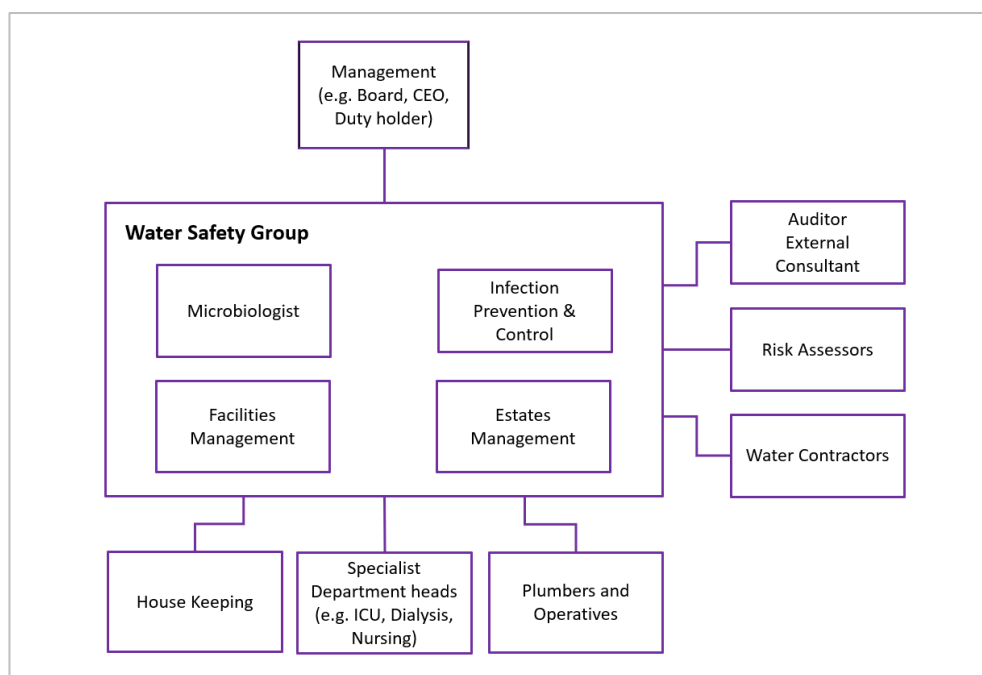 Management
(e.g. Board, CEO,
Duty holder)
Water Safety Group
Microbiologist
Infection
Prevention &
Control
Facilities
Management
Estates
Management
Auditor
External
Consultant
Risk Assessors
Water Contractors
House Keeping
Specialist
Department heads
(e.g. ICU, Dialysis,
Nursing)
Plumbers and
Operatives